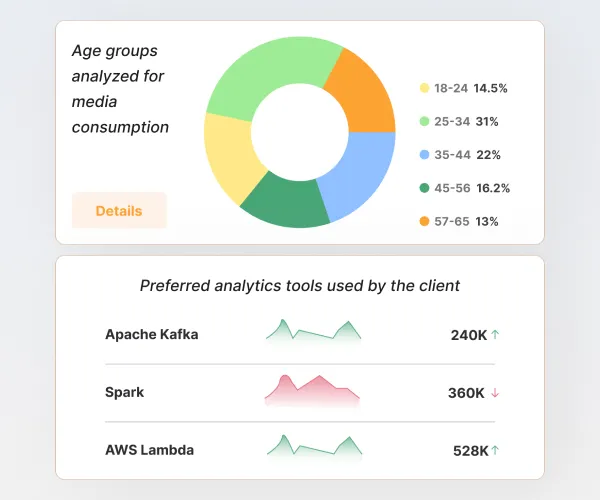 Age groups
analyzed for
media
consumption
Details
18-24 14.5%
25-34 31%
35-44 22%
45-56 16.2%
57-65 13%
Preferred analytics tools used by the client
Apache Kafka 240K ↑
Spark 360K ↓
AWS Lambda 528K ↑